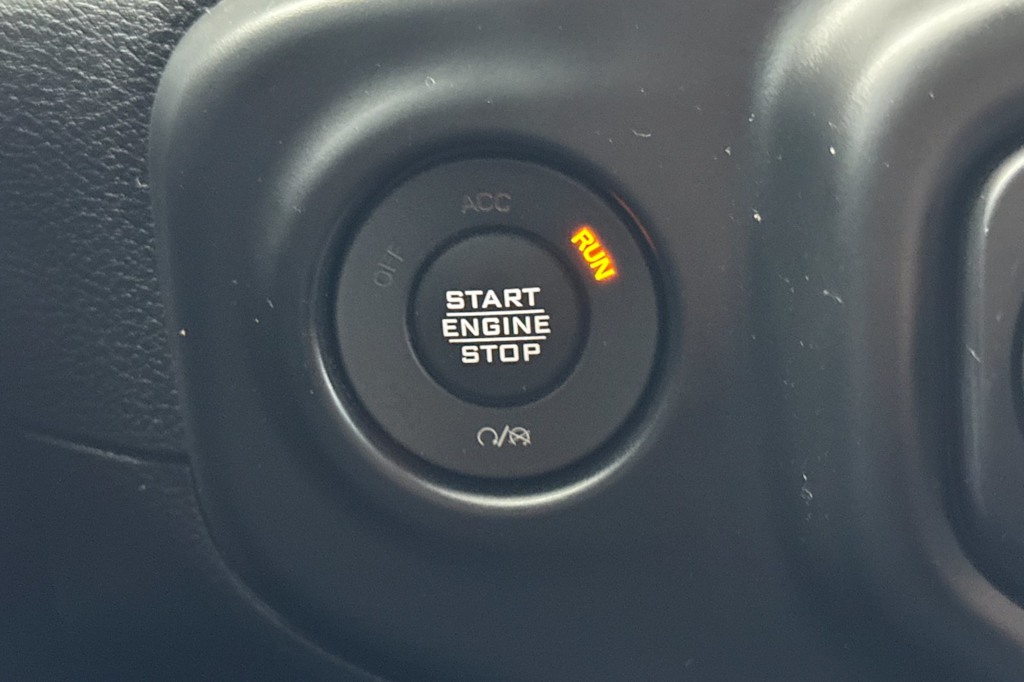 ACC
OFF
RUN
START
ENGINE
STOP